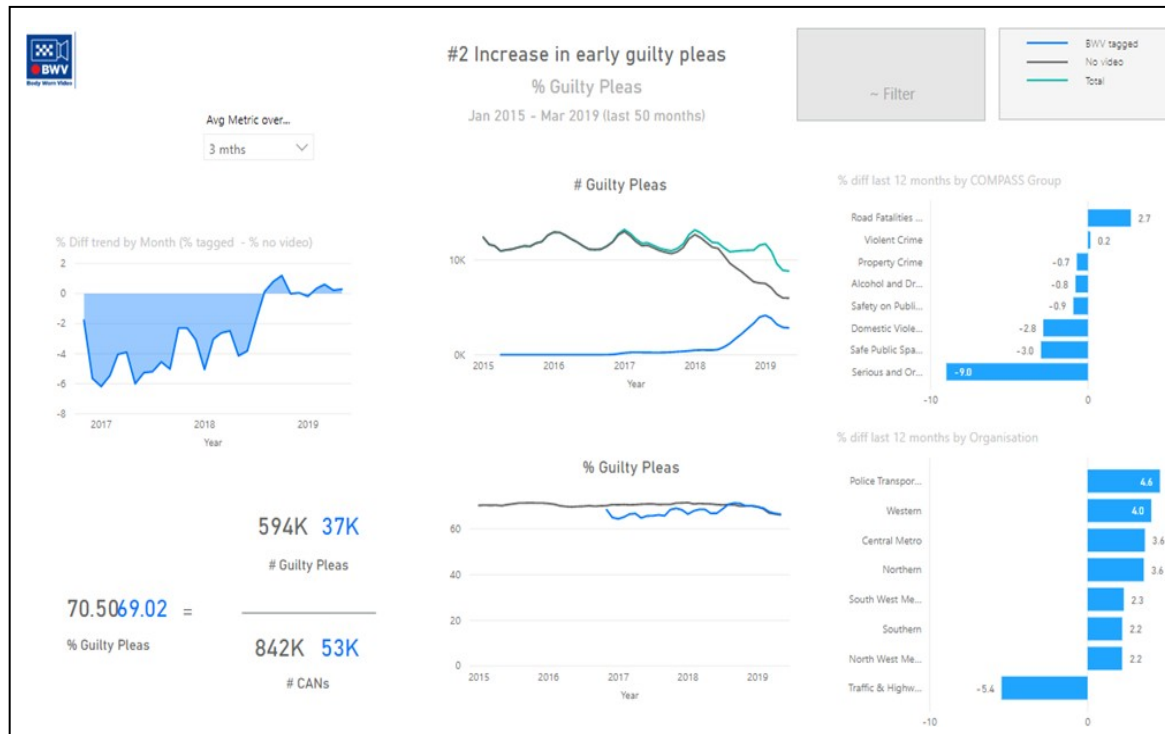 BWV
Body Worn Video
#2 Increase in early guilty pleas
% Guilty Pleas
Jan 2015 - Mar 2019 (last 50 months)
~ Filter
BWV tagged
No video
Total
Avg Metric over...
3 mths
% Diff trend by Month (% tagged - % no video)
2
0
-2
-4
-6
-8
2017 2018 2019
Year
# Guilty Pleas
10K
0K
2015 2016 2017 2018 2019
Year
% diff last 12 months by COMPASS Group
Road Fatalities ... 2.7
Violent Crime 0.2
Property Crime -0.7
Alcohol and Dr... -0.8
Safety on Publi... -0.9
Domestic Viole... -2.8
Safe Public Spa... -3.0
Serious and Or... -9.0
-10 0
594K 37K
# Guilty Pleas
70.50 69.02 =
% Guilty Pleas
842K 53K
# CANs
% Guilty Pleas
60
40
20
0
2015 2016 2017 2018 2019
Year
% diff last 12 months by Organisation
Police Transpor... 4.6
Western 4.0
Central Metro 3.6
Northern 3.6
South West Me... 2.3
Southern 2.2
North West Me... 2.2
Traffic & Highw... -5.4
-10 0